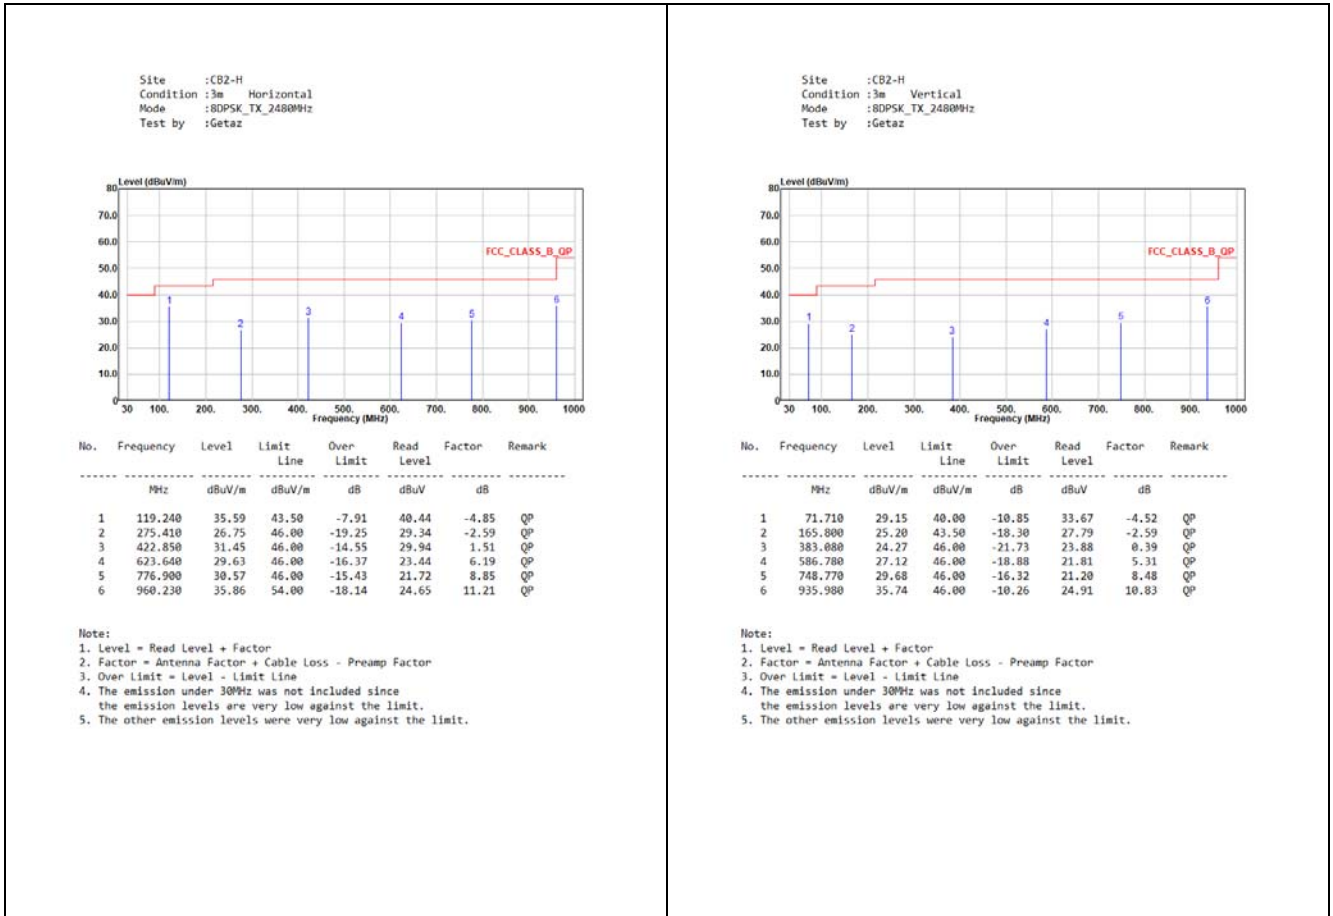 Site :CB2-H
Condition :3m Horizontal
Mode :8DPSK_TX_2480MHz
Test by :Getaz
Level (dBuV/m)
80
70.0
60.0
FCC_CLASS_B_QP
50.0
40.0
30.0
20.0
10.0
0
1 2 3 4 5 6
30 100. 200. 300. 400. 500. 600. 700. 800. 900. 1000
Frequency (MHz)
No. Frequency Level Limit Over Read Factor Remark
Line Limit Level
------ ----------- -------- -------- -------- -------- -------- ---------
MHz dBuV/m dBuV/m dB dBuV dB
1 119.240 35.59 43.50 -7.91 40.44 -4.85 QP
2 275.410 26.75 46.00 -19.25 29.34 -2.59 QP
3 422.850 31.45 46.00 -14.55 29.94 1.51 QP
4 623.640 29.63 46.00 -16.37 23.44 6.19 QP
5 776.900 30.57 46.00 -15.43 21.72 8.85 QP
6 960.230 35.86 54.00 -18.14 24.65 11.21 QP
Note:
1. Level = Read Level + Factor
2. Factor = Antenna Factor + Cable Loss - Preamp Factor
3. Over Limit = Level - Limit Line
4. The emission under 30MHz was not included since
the emission levels are very low against the limit.
5. The other emission levels were very low against the limit.
Site :CB2-H
Condition :3m Vertical
Mode :8DPSK_TX_2480MHz
Test by :Getaz
Level (dBuV/m)
80
70.0
60.0
FCC_CLASS_B_QP
50.0
40.0
30.0
20.0
10.0
0
1 2 3 4 5 6
30 100. 200. 300. 400. 500. 600. 700. 800. 900. 1000
Frequency (MHz)
No. Frequency Level Limit Over Read Factor Remark
Line Limit Level
------ ----------- -------- -------- -------- -------- -------- ---------
MHz dBuV/m dBuV/m dB dBuV dB
1 71.710 29.15 40.00 -10.85 33.67 -4.52 QP
2 165.800 25.20 43.50 -18.30 27.79 -2.59 QP
3 383.080 24.27 46.00 -21.73 23.88 0.39 QP
4 586.780 27.12 46.00 -18.88 21.81 5.31 QP
5 748.770 29.68 46.00 -16.32 21.20 8.48 QP
6 935.980 35.74 46.00 -10.26 24.91 10.83 QP
Note:
1. Level = Read Level + Factor
2. Factor = Antenna Factor + Cable Loss - Preamp Factor
3. Over Limit = Level - Limit Line
4. The emission under 30MHz was not included since
the emission levels are very low against the limit.
5. The other emission levels were very low against the limit.